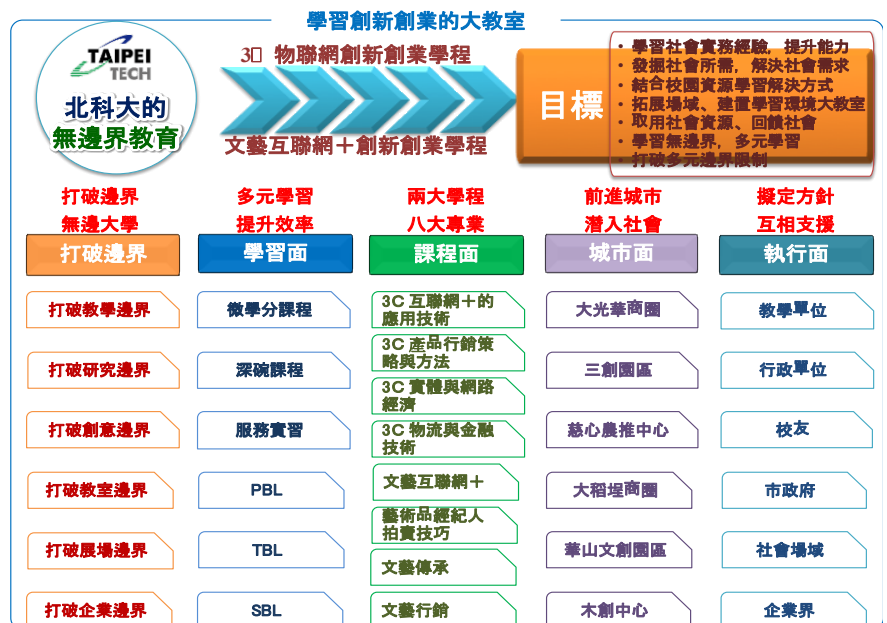 學習創新創業的大教室
TAIPEI
TECH
北科大的
無邊界教育
3 物聯網創新創業學程
文藝互聯網＋創新創業學程
目標
• 學習社會實務經驗，提升能力
• 發掘社會所需，解決社會需求
• 結合校園資源學習解決方式
• 拓展場域、建置學習環境大教室
• 取用社會資源、回饋社會
• 學習無邊界，多元學習
• 打破多元邊界限制
打破邊界
無邊大學
打破邊界
打破教學邊界
打破研究邊界
打破創意邊界
打破教室邊界
打破展場邊界
打破企業邊界
多元學習
提升效率
學習面
微學分課程
深碗課程
服務實習
PBL
TBL
SBL
兩大學程
八大專業
課程面
3C 互聯網＋的
應用技術
3C 產品行銷策
略與方法
3C 實體與網路
經濟
3C 物流與金融
技術
文藝互聯網＋
藝術品經紀人
拍賣技巧
文藝傳承
文藝行銷
前進城市
潛入社會
城市面
大光華商圈
三創園區
慈心農推中心
大稻埕商圈
華山文創園區
木創中心
擬定方針
互相支援
執行面
教學單位
行政單位
校友
市政府
社會場域
企業界